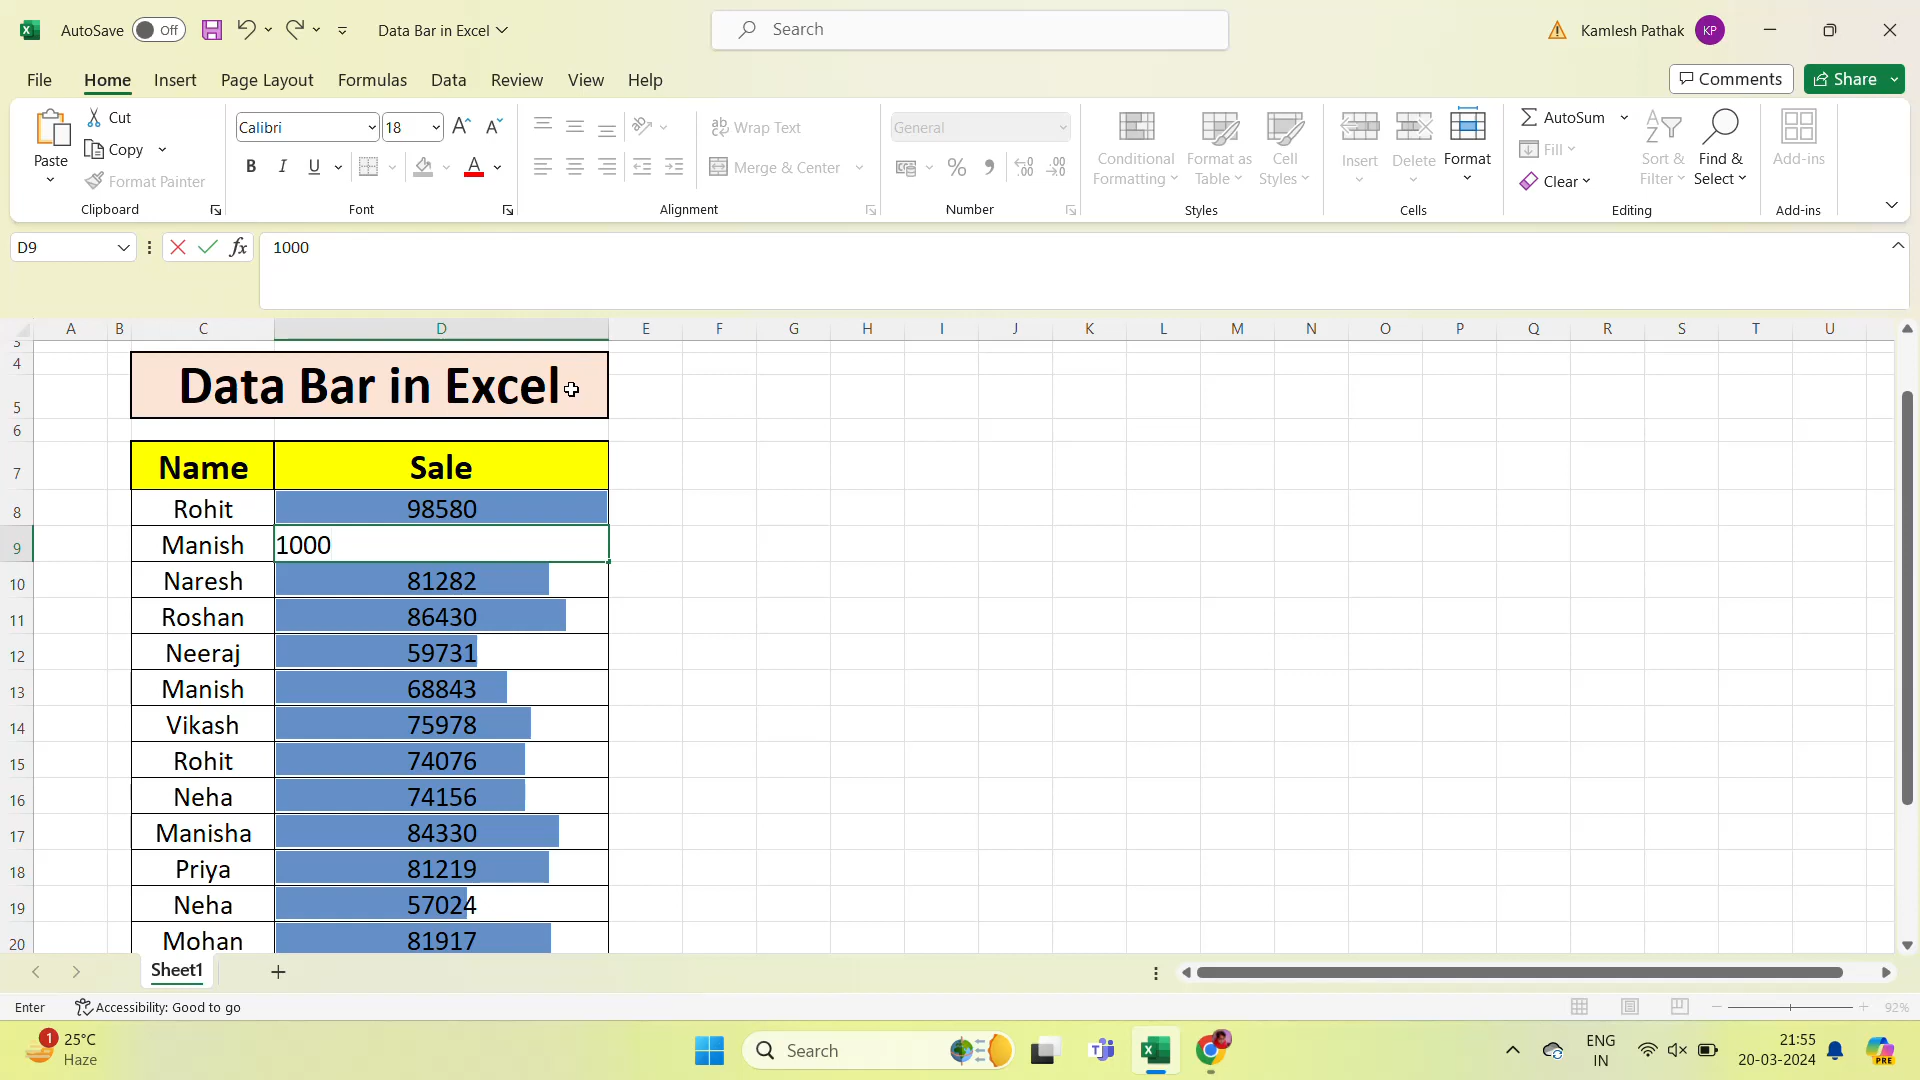 AutoSave Off Data Bar in Excel Search Kamlesh Pathak KP
File Home Insert Page Layout Formulas Data Review View Help Comments Share
Paste Cut Copy Format Painter Clipboard
Calibri 18 B I U A Font
ab Wrap Text Merge & Center Alignment
General % Number
Conditional Formatting Format as Table Cell Styles Styles
Insert Delete Format Cells
AutoSum Fill Clear Sort & Filter Find & Select Editing
Add-ins Add-ins
D9 fx 1000
A B C D E F G H I J K L M N O P Q R S T U
3
4
5 Data Bar in Excel
6
7 Name Sale
8 Rohit 98580
9 Manish 1000
10 Naresh 81282
11 Roshan 86430
12 Neeraj 59731
13 Manish 68843
14 Vikash 75978
15 Rohit 74076
16 Neha 74156
17 Manisha 84330
18 Priya 81219
19 Neha 57024
20 Mohan 81917
Sheet1
Enter Accessibility: Good to go 92%
1 25°C Haze Search ENG IN 21:55 20-03-2024 PRE